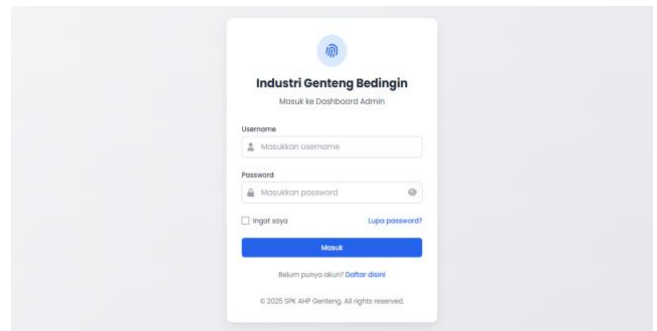 Industri Genteng Bedingin
Masuk ke Dashboard Admin
Username
Masukkan username
Password
Masukkan password
Ingat saya Lupa password?
Masuk
Belum punya akun? Daftar disini
© 2025 SPK AHP Genteng. All rights reserved.